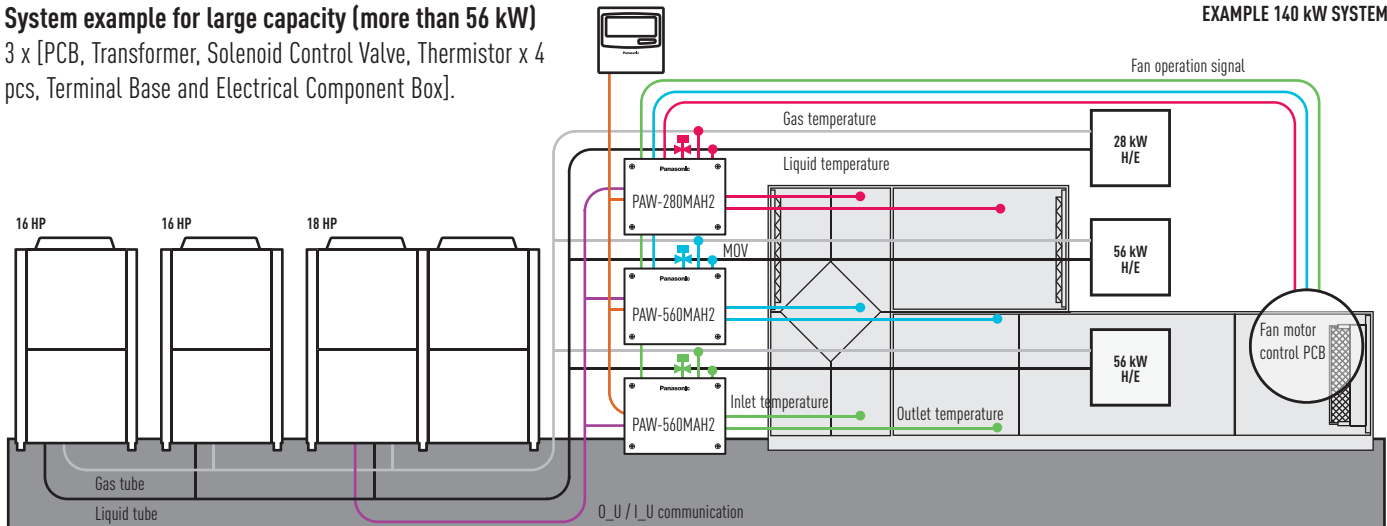 System example for large capacity (more than 56 kW)
3 x [PCB, Transformer, Solenoid Control Valve, Thermistor x 4
pcs, Terminal Base and Electrical Component Box].
EXAMPLE 140 kW SYSTEM
Panasonic
Fan operation signal
Gas temperature
28 kW
H/E
Liquid temperature
Panasonic
PAW-280MAH2
16 HP
16 HP
18 HP
MOV
56 kW
H/E
Panasonic
PAW-560MAH2
Fan motor
control PCB
56 kW
H/E
Panasonic
PAW-560MAH2
Inlet temperature
Outlet temperature
Gas tube
Liquid tube
O_U / I_U communication